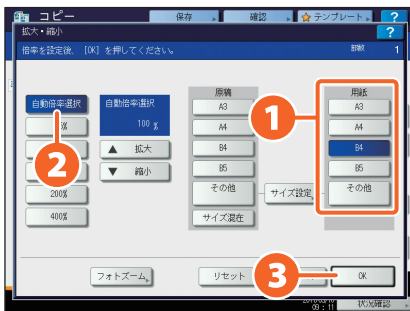 コピー
保存
確認
テンプレート
?
拡大・縮小
?
倍率を設定後、[OK] を押してください。
部数 1
原稿
用紙
自動倍率選択
自動倍率選択
100 %
A3
A3
1
A4
A4
2
▲ 拡大
B4
B4
▼ 縮小
B5
B5
200%
その他
サイズ設定
その他
400%
サイズ混在
フォトズーム
リセット
3
OK
09 : 11
状況確認